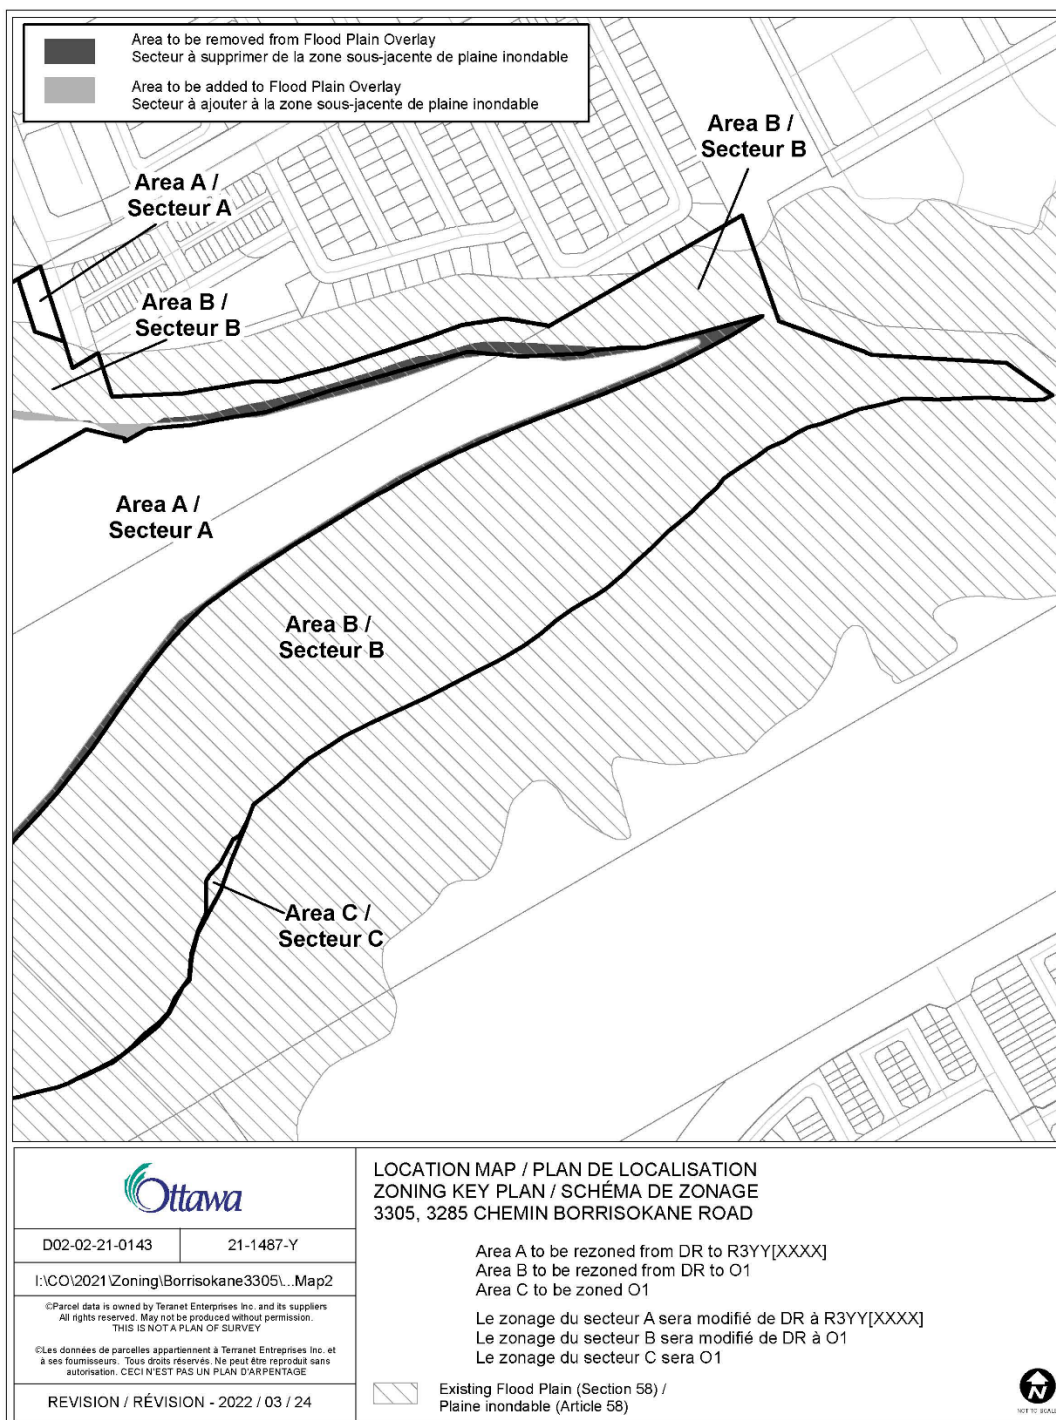 Area to be removed from Flood Plain Overlay
Secteur à supprimer de la zone sous-jacente de plaine inondable
Area to be added to Flood Plain Overlay
Secteur à ajouter à la zone sous-jacente de plaine inondable
Area B /
Secteur B
Area A /
Secteur A
Area B /
Secteur B
Area A /
Secteur A
Area B /
Secteur B
Area C /
Secteur C
Ottawa
D02-02-21-0143
21-1487-Y
I:\CO\2021\Zoning\Borrisokane3305\...Map2
©Parcel data is owned by Teranet Enterprises Inc. and its suppliers
All rights reserved. May not be produced without permission.
THIS IS NOT A PLAN OF SURVEY
©Les données de parcelles appartiennent à Terranet Entreprises Inc. et
à ses fournisseurs. Tous droits réservés. Ne peut être reproduit sans
autorisation. CECI N'EST PAS UN PLAN D'ARPENTAGE
REVISION / RÉVISION - 2022 / 03 / 24
LOCATION MAP / PLAN DE LOCALISATION
ZONING KEY PLAN / SCHÉMA DE ZONAGE
3305, 3285 CHEMIN BORRISOKANE ROAD
Area A to be rezoned from DR to R3YY[XXXX]
Area B to be rezoned from DR to O1
Area C to be zoned O1
Le zonage du secteur A sera modifié de DR à R3YY[XXXX]
Le zonage du secteur B sera modifié de DR à O1
Le zonage du secteur C sera O1
Existing Flood Plain (Section 58) /
Plaine inondable (Article 58)
N
NOT TO SCALE